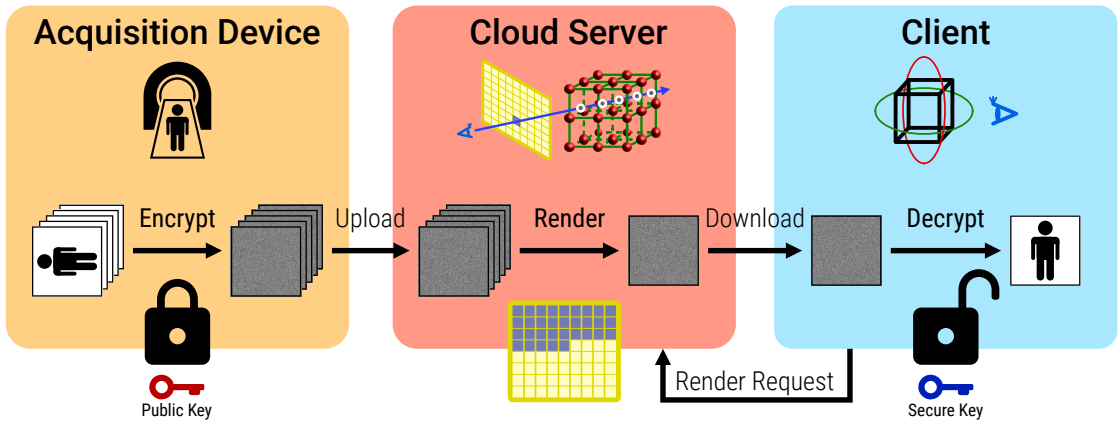 Acquisition Device
Cloud Server
Client
Encrypt
Upload
Render
Download
Decrypt
Render Request
Public Key
Secure Key